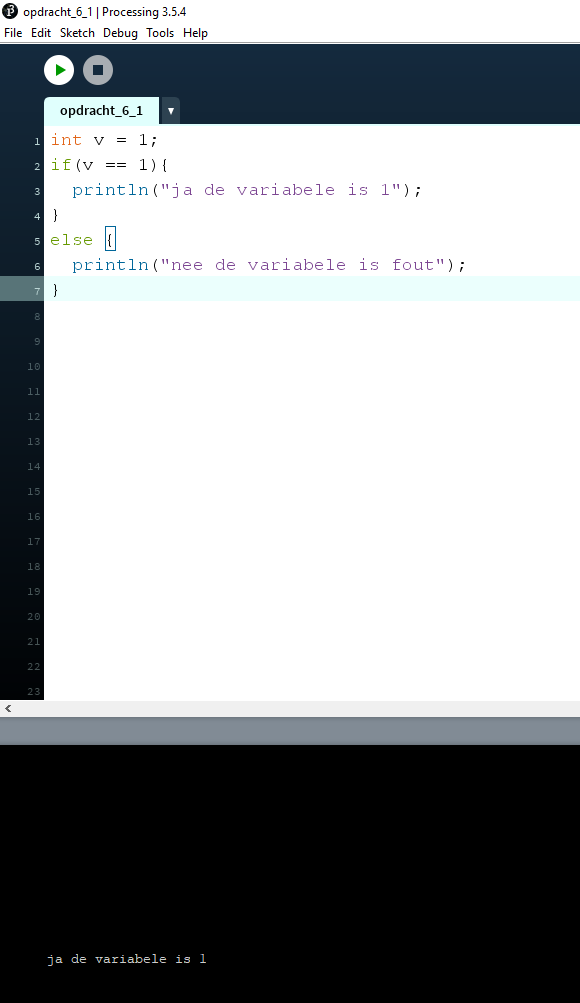 opdracht_6_1 | Processing 3.5.4
File Edit Sketch Debug Tools Help
opdracht_6_1 ▼
1 int v = 1;
2 if(v == 1){
3   println("ja de variabele is 1");
4 }
5 else {
6   println("nee de variabele is fout");
7 }
8
9
10
11
12
13
14
15
16
17
18
19
20
21
22
23
ja de variabele is 1